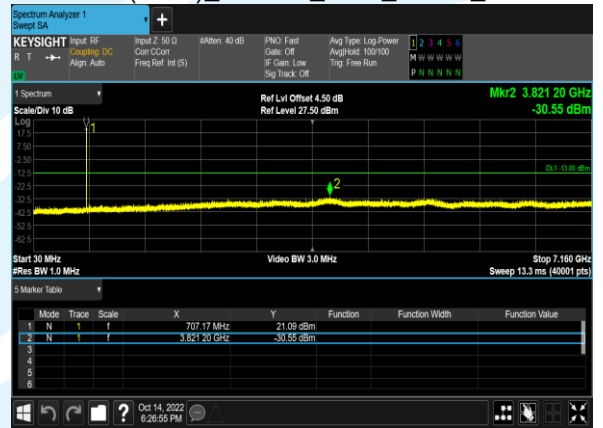 Spectrum Analyzer 1
Swept SA
+
KEYSIGHT Input: RF Input Z: 50 Ω #Atten: 40 dB PNO: Fast Avg Type: Log-Power 1 2 3 4 5 6
R T Coupling: DC Corr CCorr Gate: Off Avg|Hold: 100/100 M W W W W W
Align: Auto Freq Ref: Int (S) IF Gain: Low Trig: Free Run
LU Sig Track: Off P N N N N N
1 Spectrum Ref Lvl Offset 4.50 dB Mkr2 3.821 20 GHz
Scale/Div 10 dB Ref Level 27.50 dBm -30.55 dBm
Log
1
17.5
7.50
-2.50
DL1 -13.00 dBm
-12.5
2
-22.5
-32.5
-42.5
-52.5
-62.5
Start 30 MHz Video BW 3.0 MHz Stop 7.160 GHz
#Res BW 1.0 MHz Sweep 13.3 ms (40001 pts)
5 Marker Table
Mode Trace Scale X Y Function Function Width Function Value
1 N 1 f 707.17 MHz 21.09 dBm
2 N 1 f 3.821 20 GHz -30.55 dBm
3
4
5
6
? Oct 14, 2022
6:26:55 PM